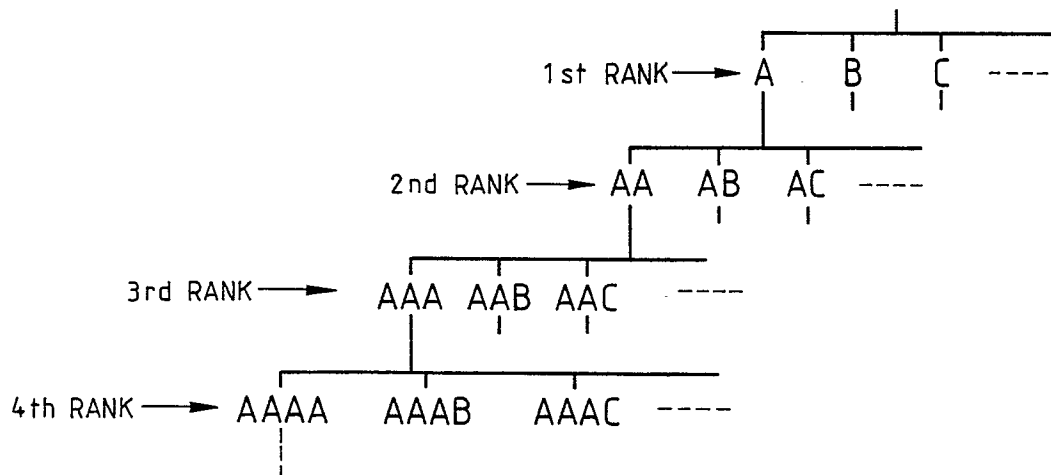 1st RANK A B C ----
2nd RANK AA AB AC ----
3rd RANK AAA AAB AAC ----
4th RANK AAAA AAAB AAAC ----